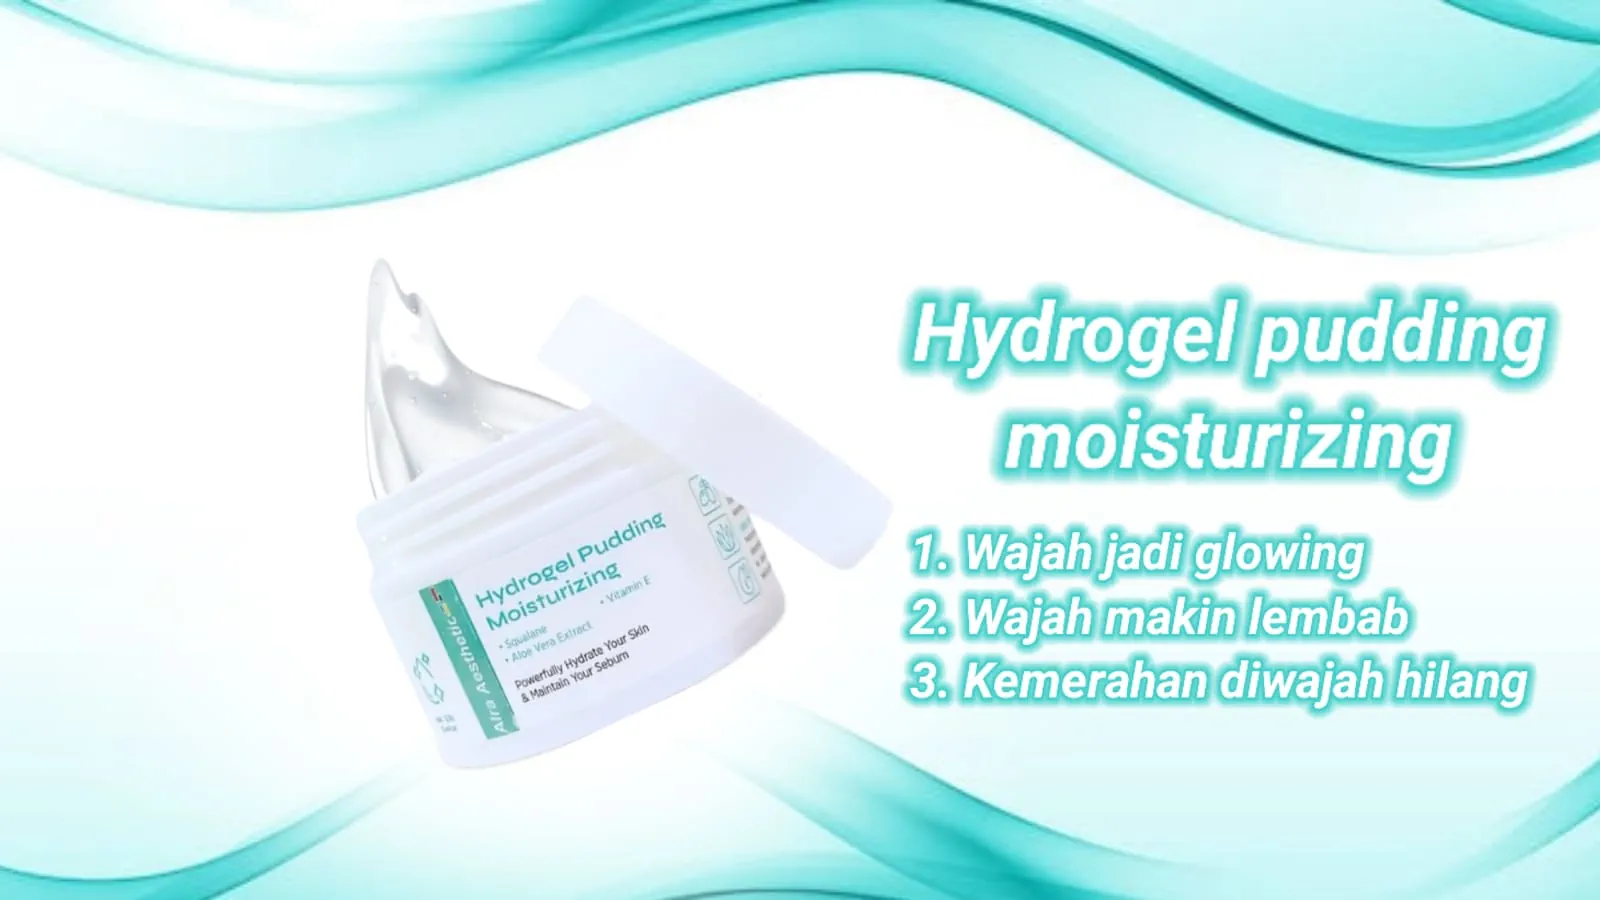 Hydrogel pudding
moisturizing
1. Wajah jadi glowing
2. Wajah makin lembab
3. Kemerahan diwajah hilang
Hydrogel Pudding
Moisturizing
• Squalane • Vitamin E
• Aloe Vera Extract
Powerfully Hydrate Your Skin
& Maintain Your Sebum
Aesthetic